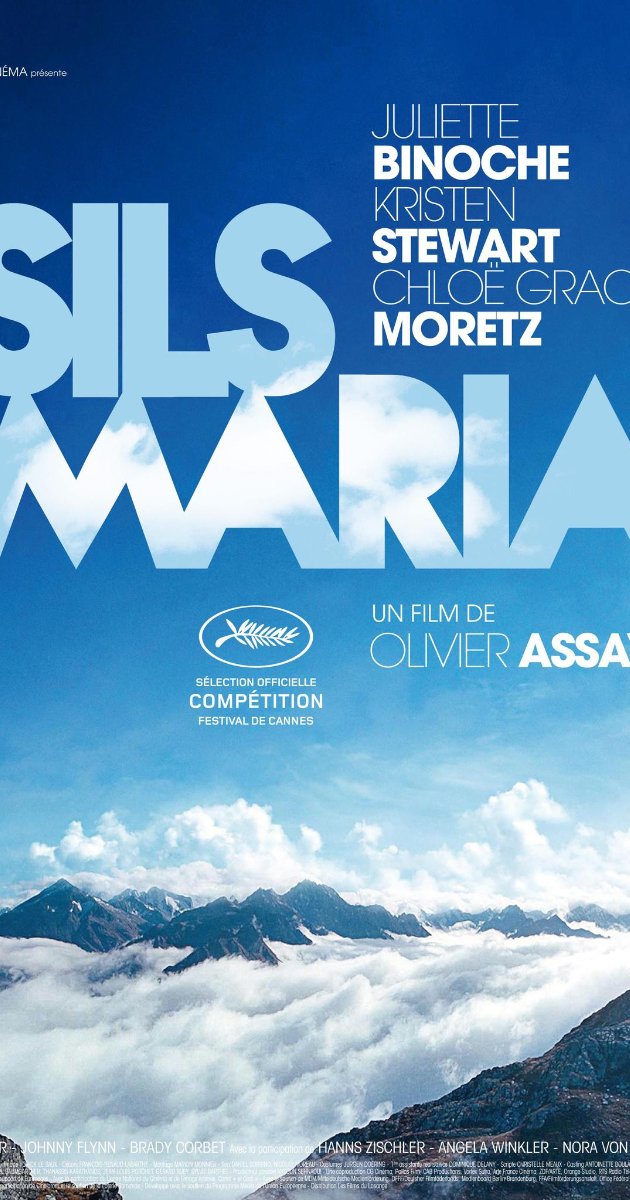 NÉMA présente
JULIETTE
BINOCHE
KRISTEN
STEWART
CHLOË GRAC
MORETZ
SILS
MARIA
UN FILM DE
OLIVIER ASSAY
SÉLECTION OFFICIELLE
COMPÉTITION
FESTIVAL DE CANNES
R - JOHNNY FLYNN - BRADY CORBET Avec la participation de HANNS ZISCHLER - ANGELA WINKLER - NORA VON